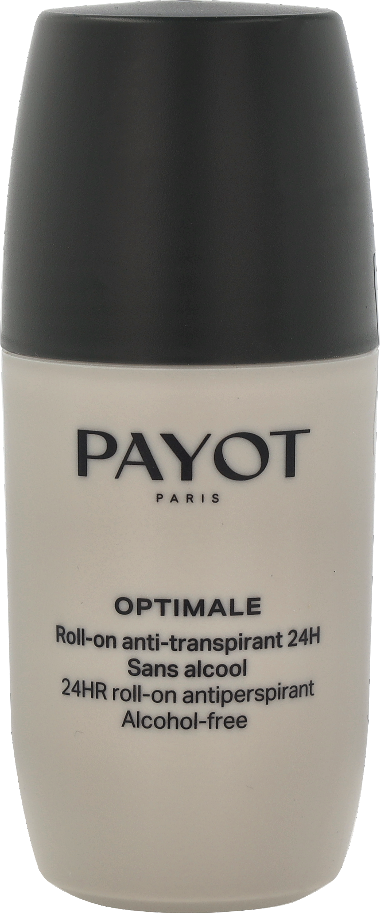 PAYOT
PARIS
OPTIMALE
Roll-on anti-transpirant 24H
Sans alcool
24HR roll-on antiperspirant
Alcohol-free